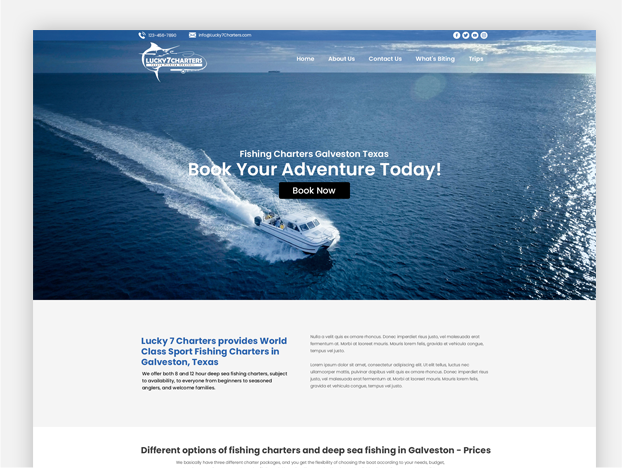 123-456-7890
info@Lucky7Charters.com
LUCKY7CHARTERS
Home About Us Contact Us What's Biting Trips
Fishing Charters Galveston Texas
Book Your Adventure Today!
Book Now
Lucky 7 Charters provides World
Class Sport Fishing Charters in
Galveston, Texas
We offer both 8 and 12 hour deep sea fishing charters, subject
to availability, to everyone from beginners to seasoned
anglers, and welcome families.
Nulla a velit quis ex ornare rhoncus. Donec imperdiet risus justo, vel malesuada erat
fermentum at. Morbi at laoreet mauris. Mauris lorem felis, gravida et vehicula congue,
tempus vel justo.
Lorem ipsum dolor sit amet, consectetur adipiscing elit. Ut elit tellus, luctus nec
ullamcorper mattis, pulvinar dapibus velit quis ex ornare rhoncus. Donec imperdiet risus
justo, vel malesuada erat fermentum at. Morbi at laoreet mauris. Mauris lorem felis,
gravida et vehicula congue, tempus vel justo.
Different options of fishing charters and deep sea fishing in Galveston - Prices
We basically have three different charter packages, and you get the flexibility of choosing the boat according to your needs, budget,